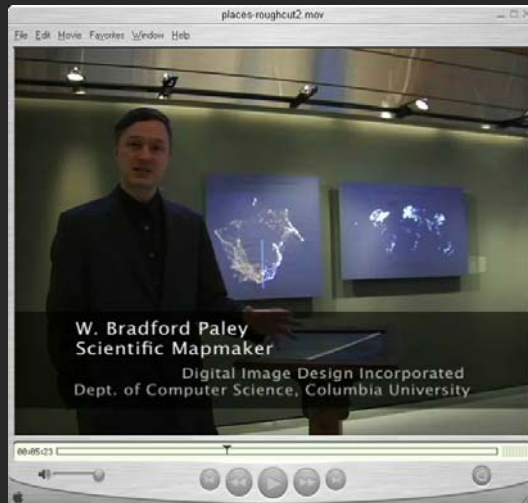 places-roughcut2.mov
File Edit Movie Favorites Window Help
W. Bradford Paley
Scientific Mapmaker
Digital Image Design Incorporated
Dept. of Computer Science, Columbia University
00:05:23